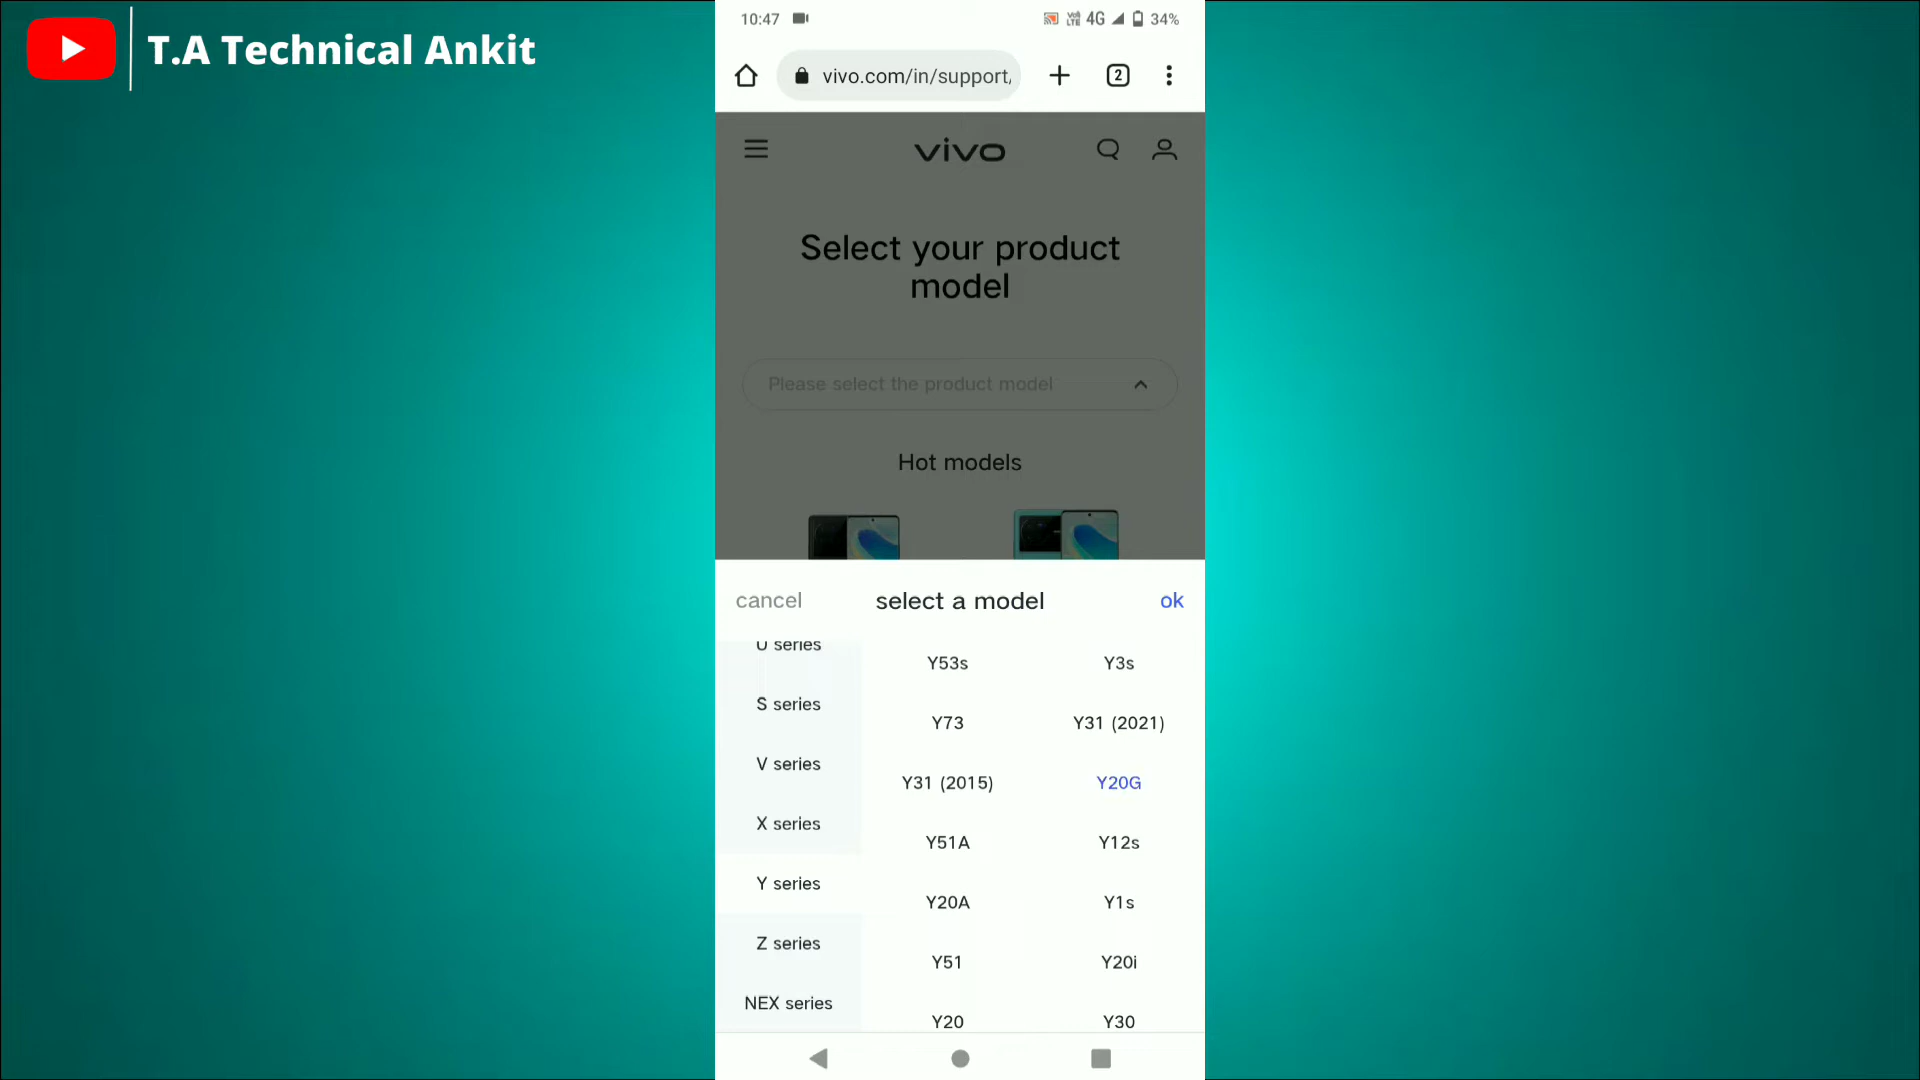 T.A Technical Ankit
10:47
Vo)) LTE 4G 34%
vivo.com/in/support/
2
vivo
Select your product
model
Please select the product model
Hot models
cancel
select a model
ok
U series
S series
V series
X series
Y series
Z series
NEX series
Y53s Y3s
Y73 Y31 (2021)
Y31 (2015) Y20G
Y51A Y12s
Y20A Y1s
Y51 Y20i
Y20 Y30